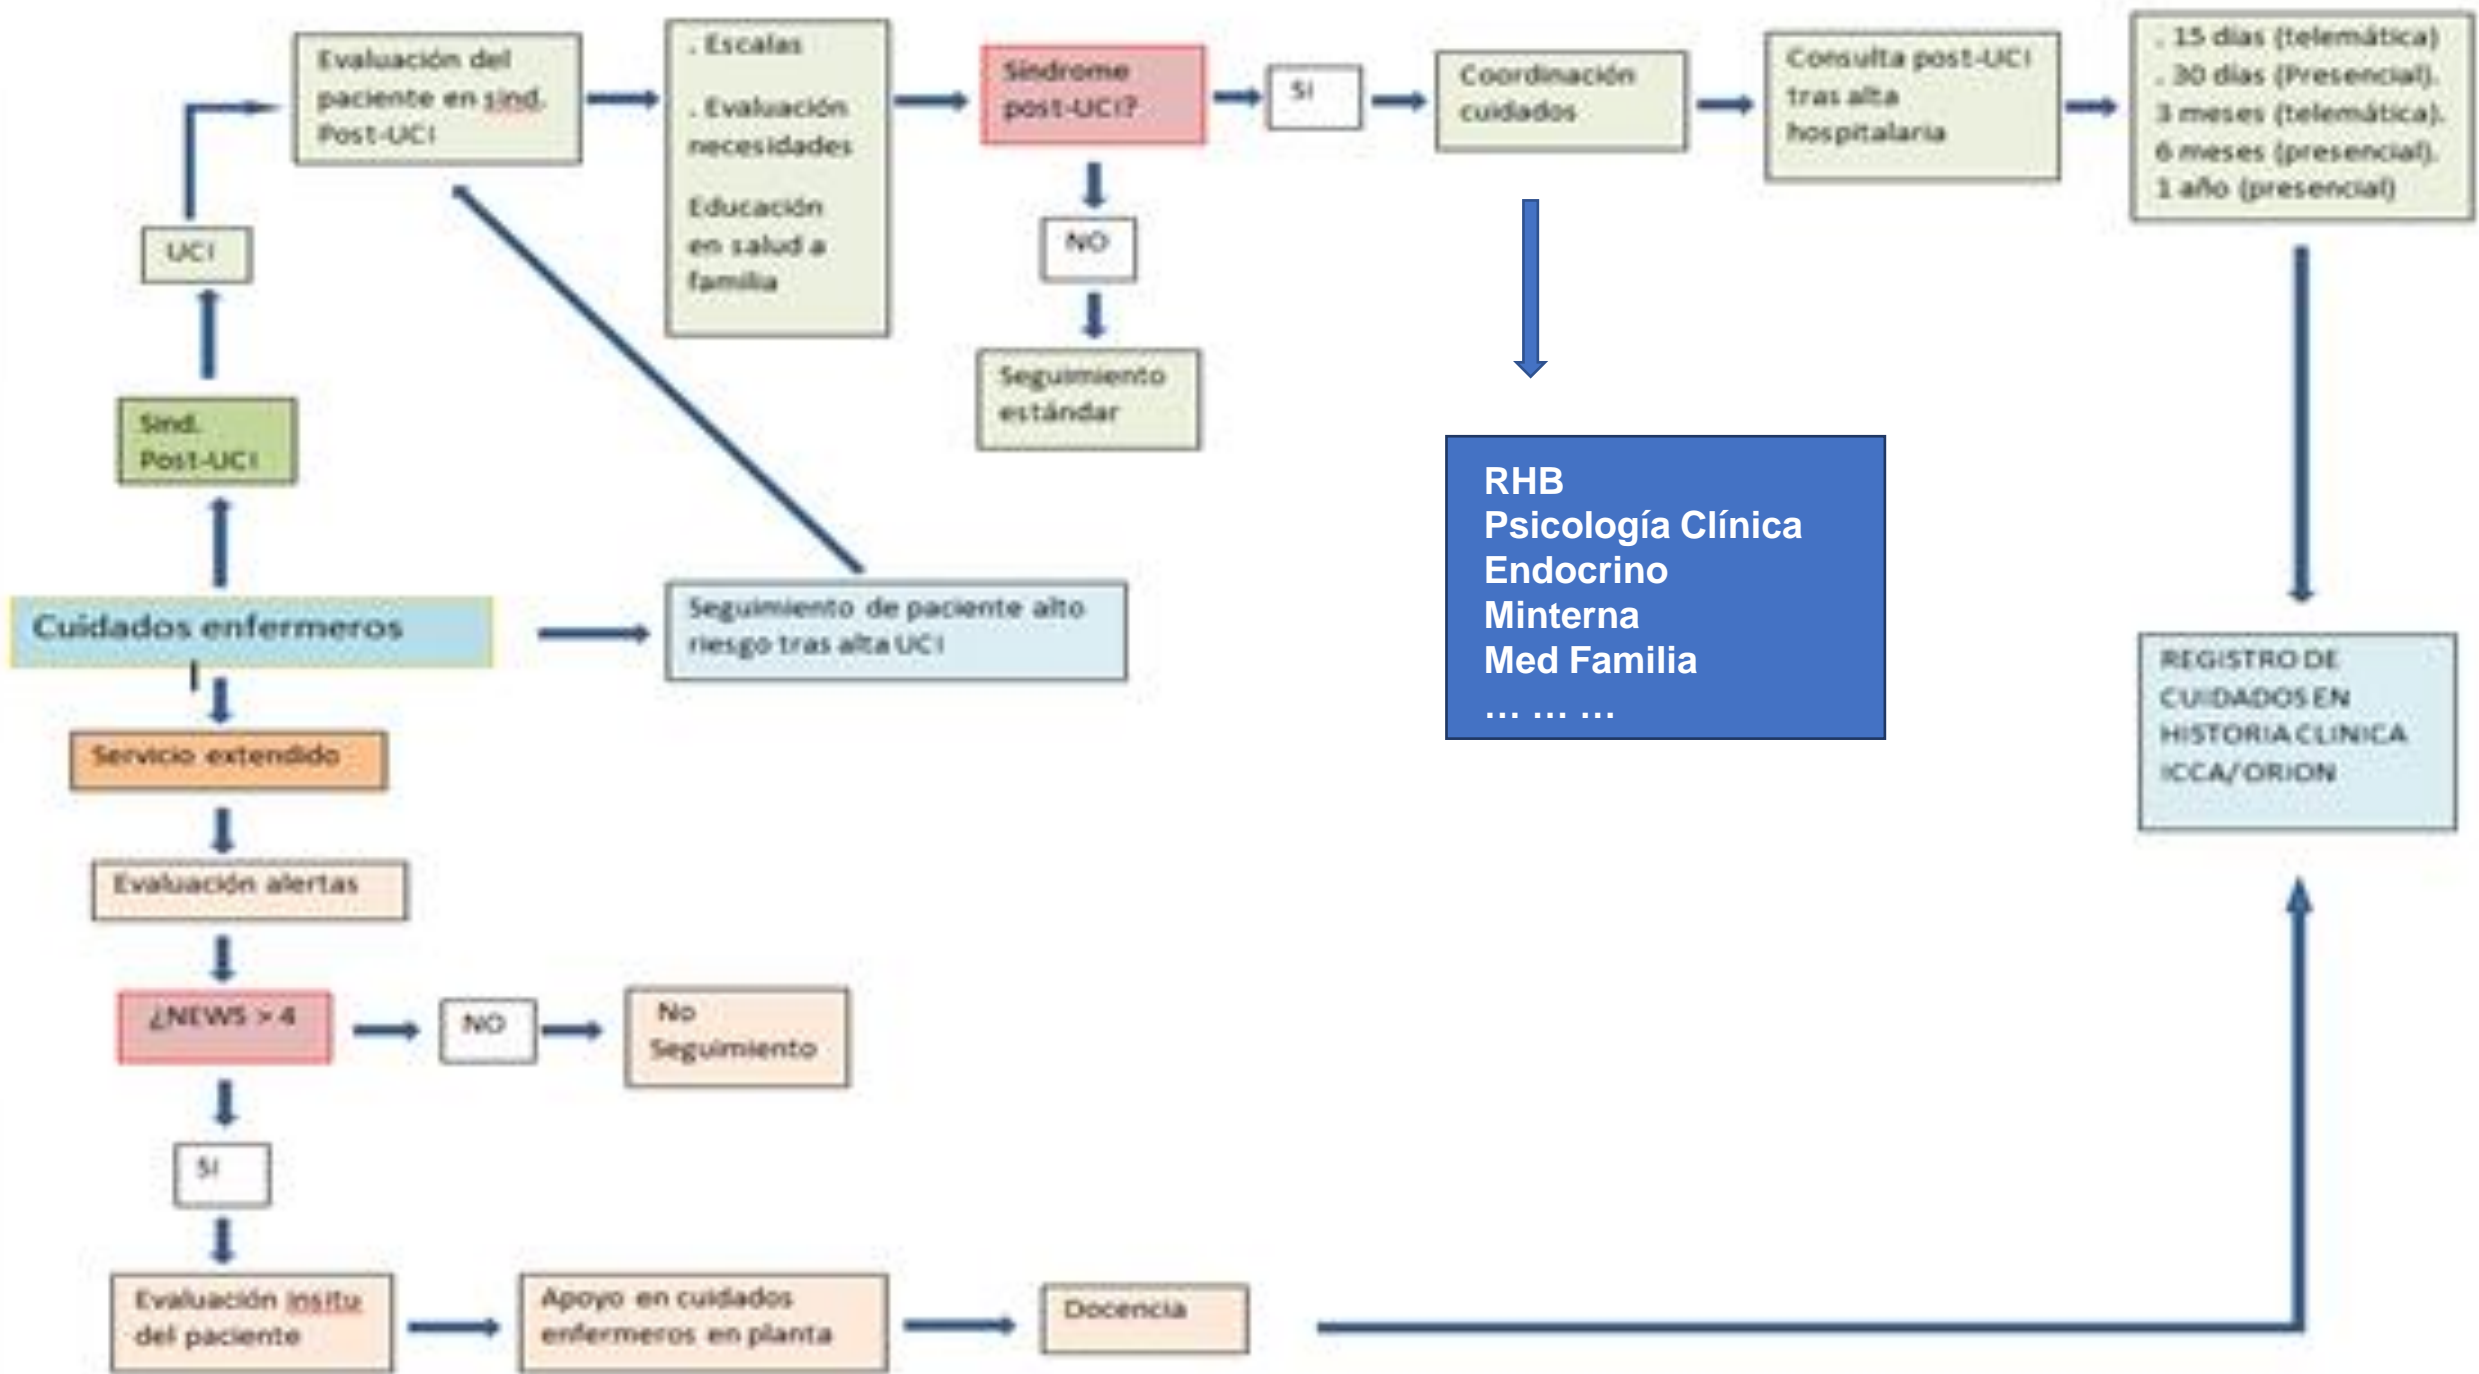 Evaluación del
paciente en sind.
Post-UCI
. Escalas
. Evaluación
necesidades
Educación
en salud a
familia
Síndrome
post-UCI?
SI
Coordinación
cuidados
Consulta post-UCI
tras alta
hospitalaria
. 15 días (telemática)
. 30 días (Presencial).
3 meses (telemática).
6 meses (presencial).
1 año (presencial)
UCI
NO
Seguimiento
estándar
Sind.
Post-UCI
RHB
Psicología Clínica
Endocrino
Minterna
Med Familia
... ... ...
Cuidados enfermeros
Seguimiento de paciente alto
riesgo tras alta UCI
REGISTRO DE
CUIDADOS EN
HISTORIA CLINICA
ICCA/ ORION
Servicio extendido
Evaluación alertas
¿NEWS > 4
NO
No
Seguimiento
SI
Evaluación insitu
del paciente
Apoyo en cuidados
enfermeros en planta
Docencia